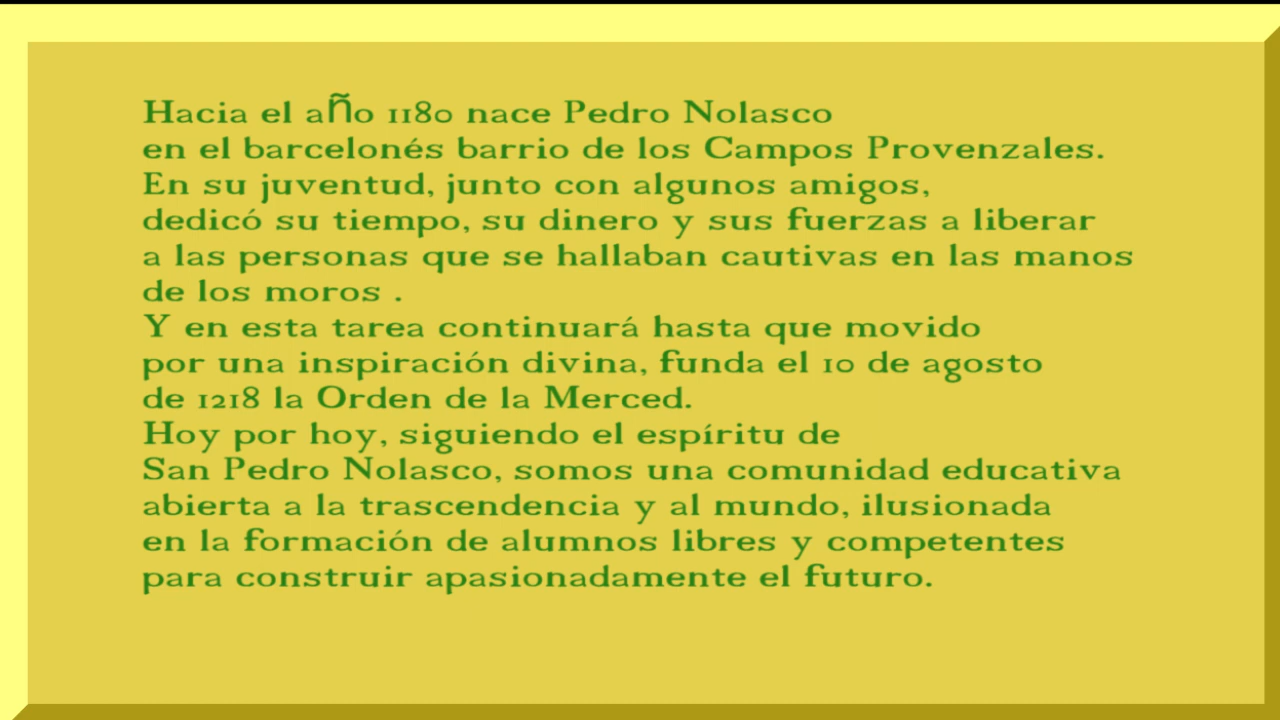 Hacia el año 1180 nace Pedro Nolasco
en el barcelonés barrio de los Campos Provenzales.
En su juventud, junto con algunos amigos,
dedicó su tiempo, su dinero y sus fuerzas a liberar
a las personas que se hallaban cautivas en las manos
de los moros .
Y en esta tarea continuará hasta que movido
por una inspiración divina, funda el 10 de agosto
de 1218 la Orden de la Merced.
Hoy por hoy, siguiendo el espíritu de
San Pedro Nolasco, somos una comunidad educativa
abierta a la trascendencia y al mundo, ilusionada
en la formación de alumnos libres y competentes
para construir apasionadamente el futuro.